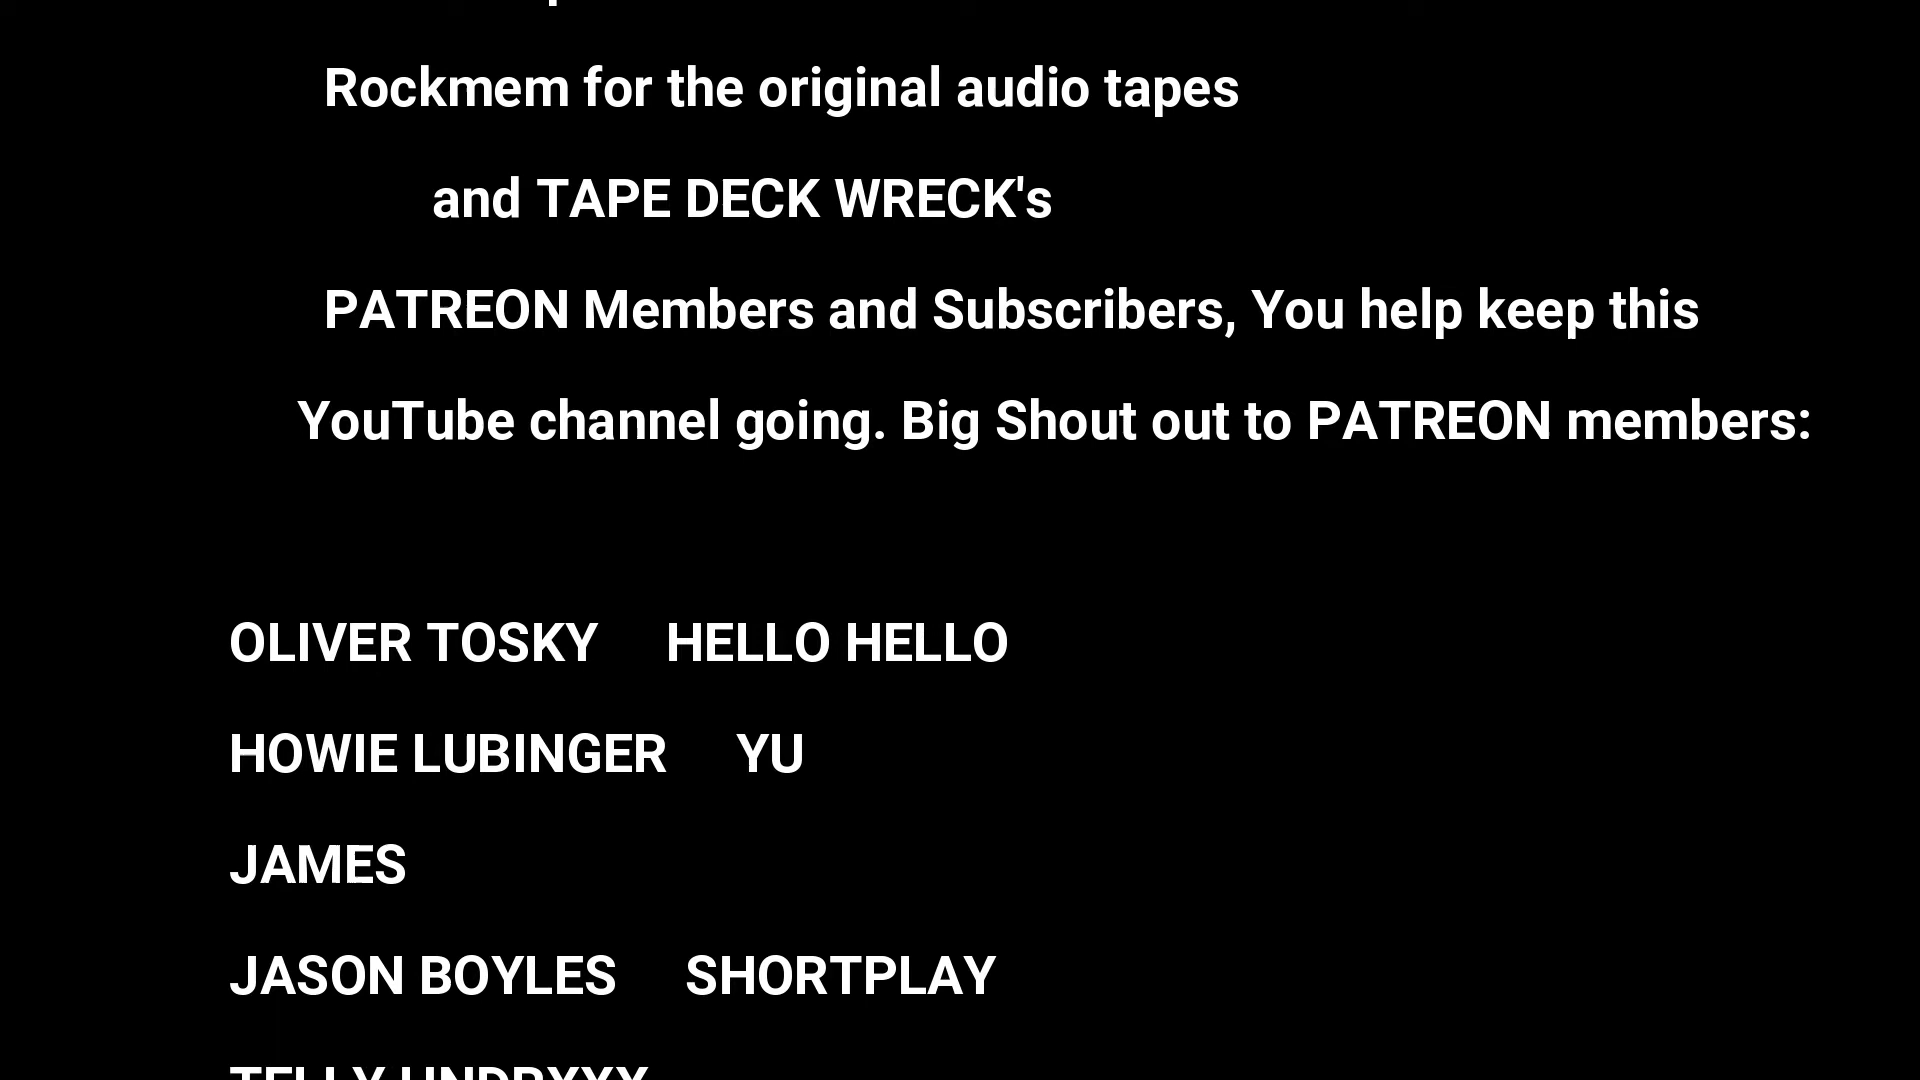 Rockmem for the original audio tapes
and TAPE DECK WRECK's
PATREON Members and Subscribers, You help keep this
YouTube channel going. Big Shout out to PATREON members:
OLIVER TOSKY HELLO HELLO
HOWIE LUBINGER YU
JAMES
JASON BOYLES SHORTPLAY
TELLY